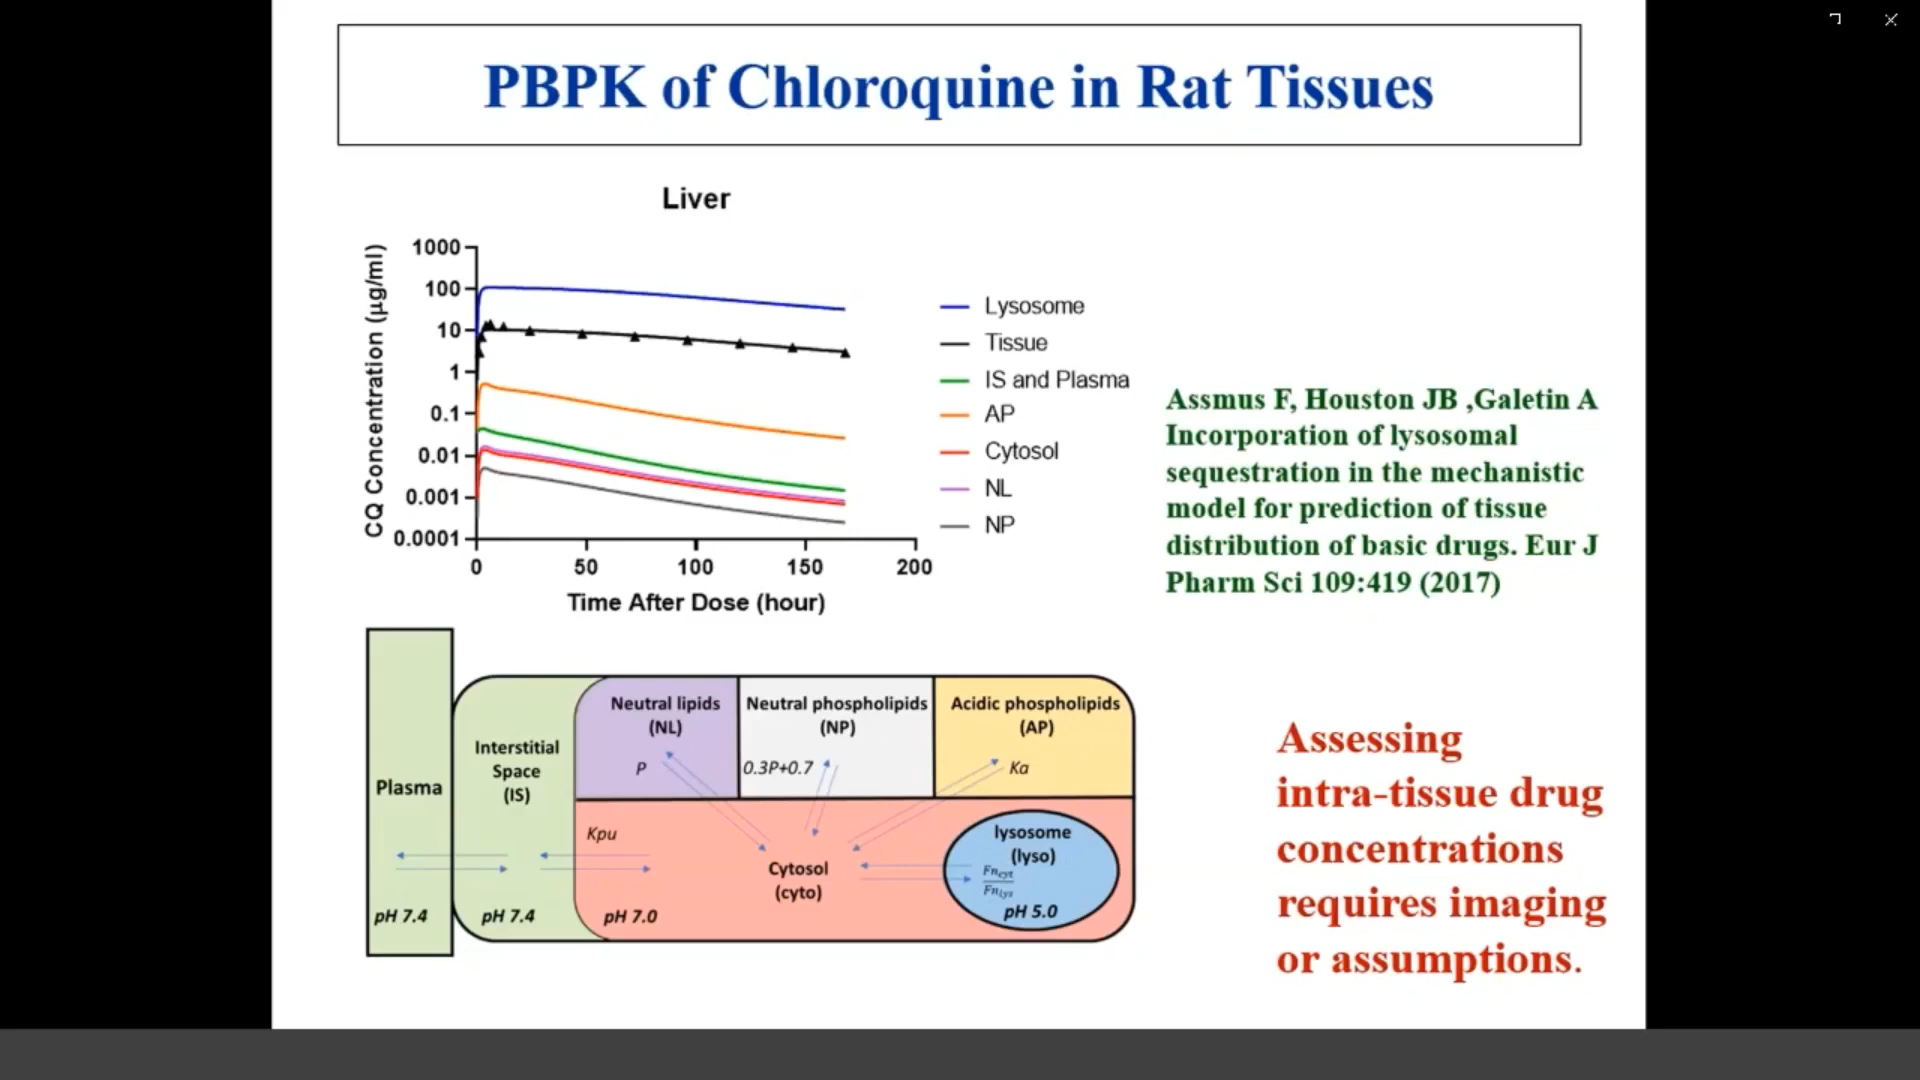 PBPK of Chloroquine in Rat Tissues
Liver
CQ Concentration (µg/ml)
1000
100
10
1
0.1
0.01
0.001
0.0001
0
50
100
150
200
Time After Dose (hour)
Lysosome
Tissue
IS and Plasma
AP
Cytosol
NL
NP
Assmus F, Houston JB ,Galetin A
Incorporation of lysosomal
sequestration in the mechanistic
model for prediction of tissue
distribution of basic drugs. Eur J
Pharm Sci 109:419 (2017)
Plasma
pH 7.4
Interstitial
Space
(IS)
pH 7.4
Neutral lipids
(NL)
P
Neutral phospholipids
(NP)
0.3P+0.7
Acidic phospholipids
(AP)
Ka
Kpu
pH 7.0
Cytosol
(cyto)
lysosome
(lyso)
Fn_cyt
Fn_lys
pH 5.0
Assessing
intra-tissue drug
concentrations
requires imaging
or assumptions.